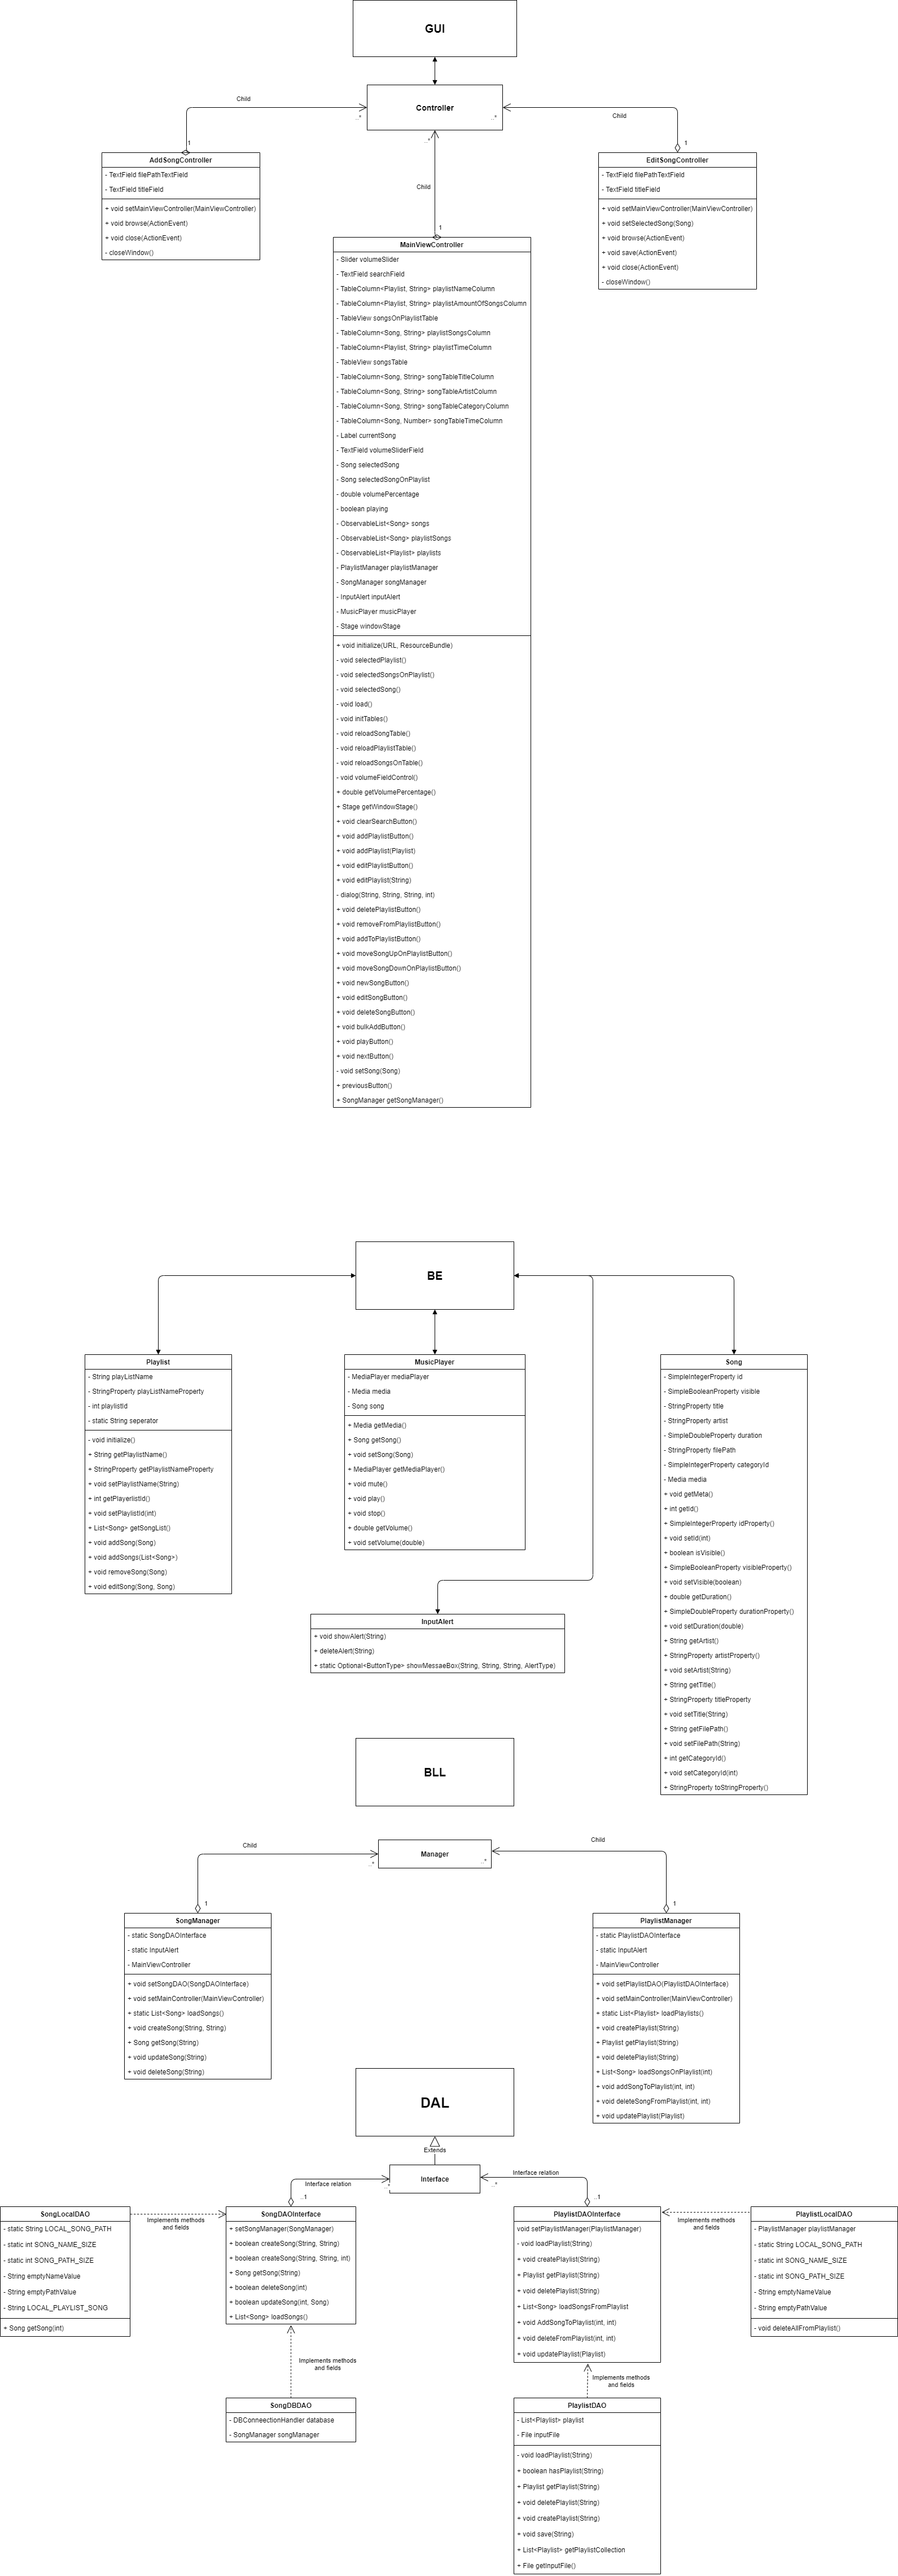 GUI
Controller
Child
..*
..*
Child
1
1
..*
Child
1
AddSongController
- TextField filePathTextField
- TextField titleField
+ void setMainViewController(MainViewController)
+ void browse(ActionEvent)
+ void close(ActionEvent)
- closeWindow()
EditSongController
- TextField filePathTextField
- TextField titleField
+ void setMainViewController(MainViewController)
+ void setSelectedSong(Song)
+ void browse(ActionEvent)
+ void save(ActionEvent)
+ void close(ActionEvent)
- closeWindow()
MainViewController
- Slider volumeSlider
- TextField searchField
- TableColumn<Playlist, String> playlistNameColumn
- TableColumn<Playlist, String> playlistAmountOfSongsColumn
- TableView songsOnPlaylistTable
- TableColumn<Song, String> playlistSongsColumn
- TableColumn<Playlist, String> playlistTimeColumn
- TableView songsTable
- TableColumn<Song, String> songTableTitleColumn
- TableColumn<Song, String> songTableArtistColumn
- TableColumn<Song, String> songTableCategoryColumn
- TableColumn<Song, Number> songTableTimeColumn
- Label currentSong
- TextField volumeSliderField
- Song selectedSong
- Song selectedSongOnPlaylist
- double volumePercentage
- boolean playing
- ObservableList<Song> songs
- ObservableList<Song> playlistSongs
- ObservableList<Playlist> playlists
- PlaylistManager playlistManager
- SongManager songManager
- InputAlert inputAlert
- MusicPlayer musicPlayer
- Stage windowStage
+ void initialize(URL, ResourceBundle)
- void selectedPlaylist()
- void selectedSongsOnPlaylist()
- void selectedSong()
- void load()
- void initTables()
- void reloadSongTable()
- void reloadPlaylistTable()
- void reloadSongsOnTable()
- void volumeFieldControl()
+ double getVolumePercentage()
+ Stage getWindowStage()
+ void clearSearchButton()
+ void addPlaylistButton()
+ void addPlaylist(Playlist)
+ void editPlaylistButton()
+ void editPlaylist(String)
- dialog(String, String, String, int)
+ void deletePlaylistButton()
+ void removeFromPlaylistButton()
+ void addToPlaylistButton()
+ void moveSongUpOnPlaylistButton()
+ void moveSongDownOnPlaylistButton()
+ void newSongButton()
+ void editSongButton()
+ void deleteSongButton()
+ void bulkAddButton()
+ void playButton()
+ void nextButton()
- void setSong(Song)
+ previousButton()
+ SongManager getSongManager()
BE
Playlist
- String playListName
- StringProperty playListNameProperty
- int playlistId
- static String seperator
- void initialize()
+ String getPlaylistName()
+ StringProperty getPlaylistNameProperty
+ void setPlaylistName(String)
+ int getPlayerlistId()
+ void setPlaylistId(int)
+ List<Song> getSongList()
+ void addSong(Song)
+ void addSongs(List<Song>)
+ void removeSong(Song)
+ void editSong(Song, Song)
MusicPlayer
- MediaPlayer mediaPlayer
- Media media
- Song song
+ Media getMedia()
+ Song getSong()
+ void setSong(Song)
+ MediaPlayer getMediaPlayer()
+ void mute()
+ void play()
+ void stop()
+ double getVolume()
+ void setVolume(double)
Song
- SimpleIntegerProperty id
- SimpleBooleanProperty visible
- StringProperty title
- StringProperty artist
- SimpleDoubleProperty duration
- StringProperty filePath
- SimpleIntegerProperty categoryId
- Media media
+ void getMeta()
+ int getId()
+ SimpleIntegerProperty idProperty()
+ void setId(int)
+ boolean isVisible()
+ SimpleBooleanProperty visibleProperty()
+ void setVisible(boolean)
+ double getDuration()
+ SimpleDoubleProperty durationProperty()
+ void setDuration(double)
+ String getArtist()
+ StringProperty artistProperty()
+ void setArtist(String)
+ String getTitle()
+ StringProperty titleProperty
+ void setTitle(String)
+ String getFilePath()
+ void setFilePath(String)
+ int getCategoryId()
+ void setCategoryId(int)
+ StringProperty toStringProperty()
InputAlert
+ void showAlert(String)
+ deleteAlert(String)
+ static Optional<ButtonType> showMessaeBox(String, String, String, AlertType)
BLL
Manager
Child
..*
..*
Child
1
1
SongManager
- static SongDAOInterface
- static InputAlert
- MainViewController
+ void setSongDAO(SongDAOInterface)
+ void setMainController(MainViewController)
+ static List<Song> loadSongs()
+ void createSong(String, String)
+ Song getSong(String)
+ void updateSong(String)
+ void deleteSong(String)
PlaylistManager
- static PlaylistDAOInterface
- static InputAlert
- MainViewController
+ void setPlaylistDAO(PlaylistDAOInterface)
+ void setMainController(MainViewController)
+ static List<Playlist> loadPlaylists()
+ void createPlaylist(String)
+ Playlist getPlaylist(String)
+ void deletePlaylist(String)
+ List<Song> loadSongsOnPlaylist(int)
+ void addSongToPlaylist(int, int)
+ void deleteSongFromPlaylist(int, int)
+ void updatePlaylist(Playlist)
DAL
Extends
Interface
Interface relation
..*
..*
Interface relation
..1
..1
SongLocalDAO
- static String LOCAL_SONG_PATH
- static int SONG_NAME_SIZE
- static int SONG_PATH_SIZE
- String emptyNameValue
- String emptyPathValue
- String LOCAL_PLAYLIST_SONG
+ Song getSong(int)
Implements methods
and fields
SongDAOInterface
+ setSongManager(SongManager)
+ boolean createSong(String, String)
+ boolean createSong(String, String, int)
+ Song getSong(String)
+ boolean deleteSong(int)
+ boolean updateSong(int, Song)
+ List<Song> loadSongs()
PlaylistDAOInterface
void setPlaylistManager(PlaylistManager)
- void loadPlaylist(String)
+ void createPlaylist(String)
+ Playlist getPlaylist(String)
+ void deletePlaylist(String)
+ List<Song> loadSongsFromPlaylist
+ void AddSongToPlaylist(int, int)
+ void deleteFromPlaylist(int, int)
+ void updatePlaylist(Playlist)
Implements methods
and fields
PlaylistLocalDAO
- PlaylistManager playlistManager
- static String LOCAL_SONG_PATH
- static int SONG_NAME_SIZE
- static int SONG_PATH_SIZE
- String emptyNameValue
- String emptyPathValue
- void deleteAllFromPlaylist()
Implements methods
and fields
Implements methods
and fields
SongDBDAO
- DBConneectionHandler database
- SongManager songManager
PlaylistDAO
- List<Playlist> playlist
- File inputFile
- void loadPlaylist(String)
+ boolean hasPlaylist(String)
+ Playlist getPlaylist(String)
+ void deletePlaylist(String)
+ void createPlaylist(String)
+ void save(String)
+ List<Playlist> getPlaylistCollection
+ File getInputFile()